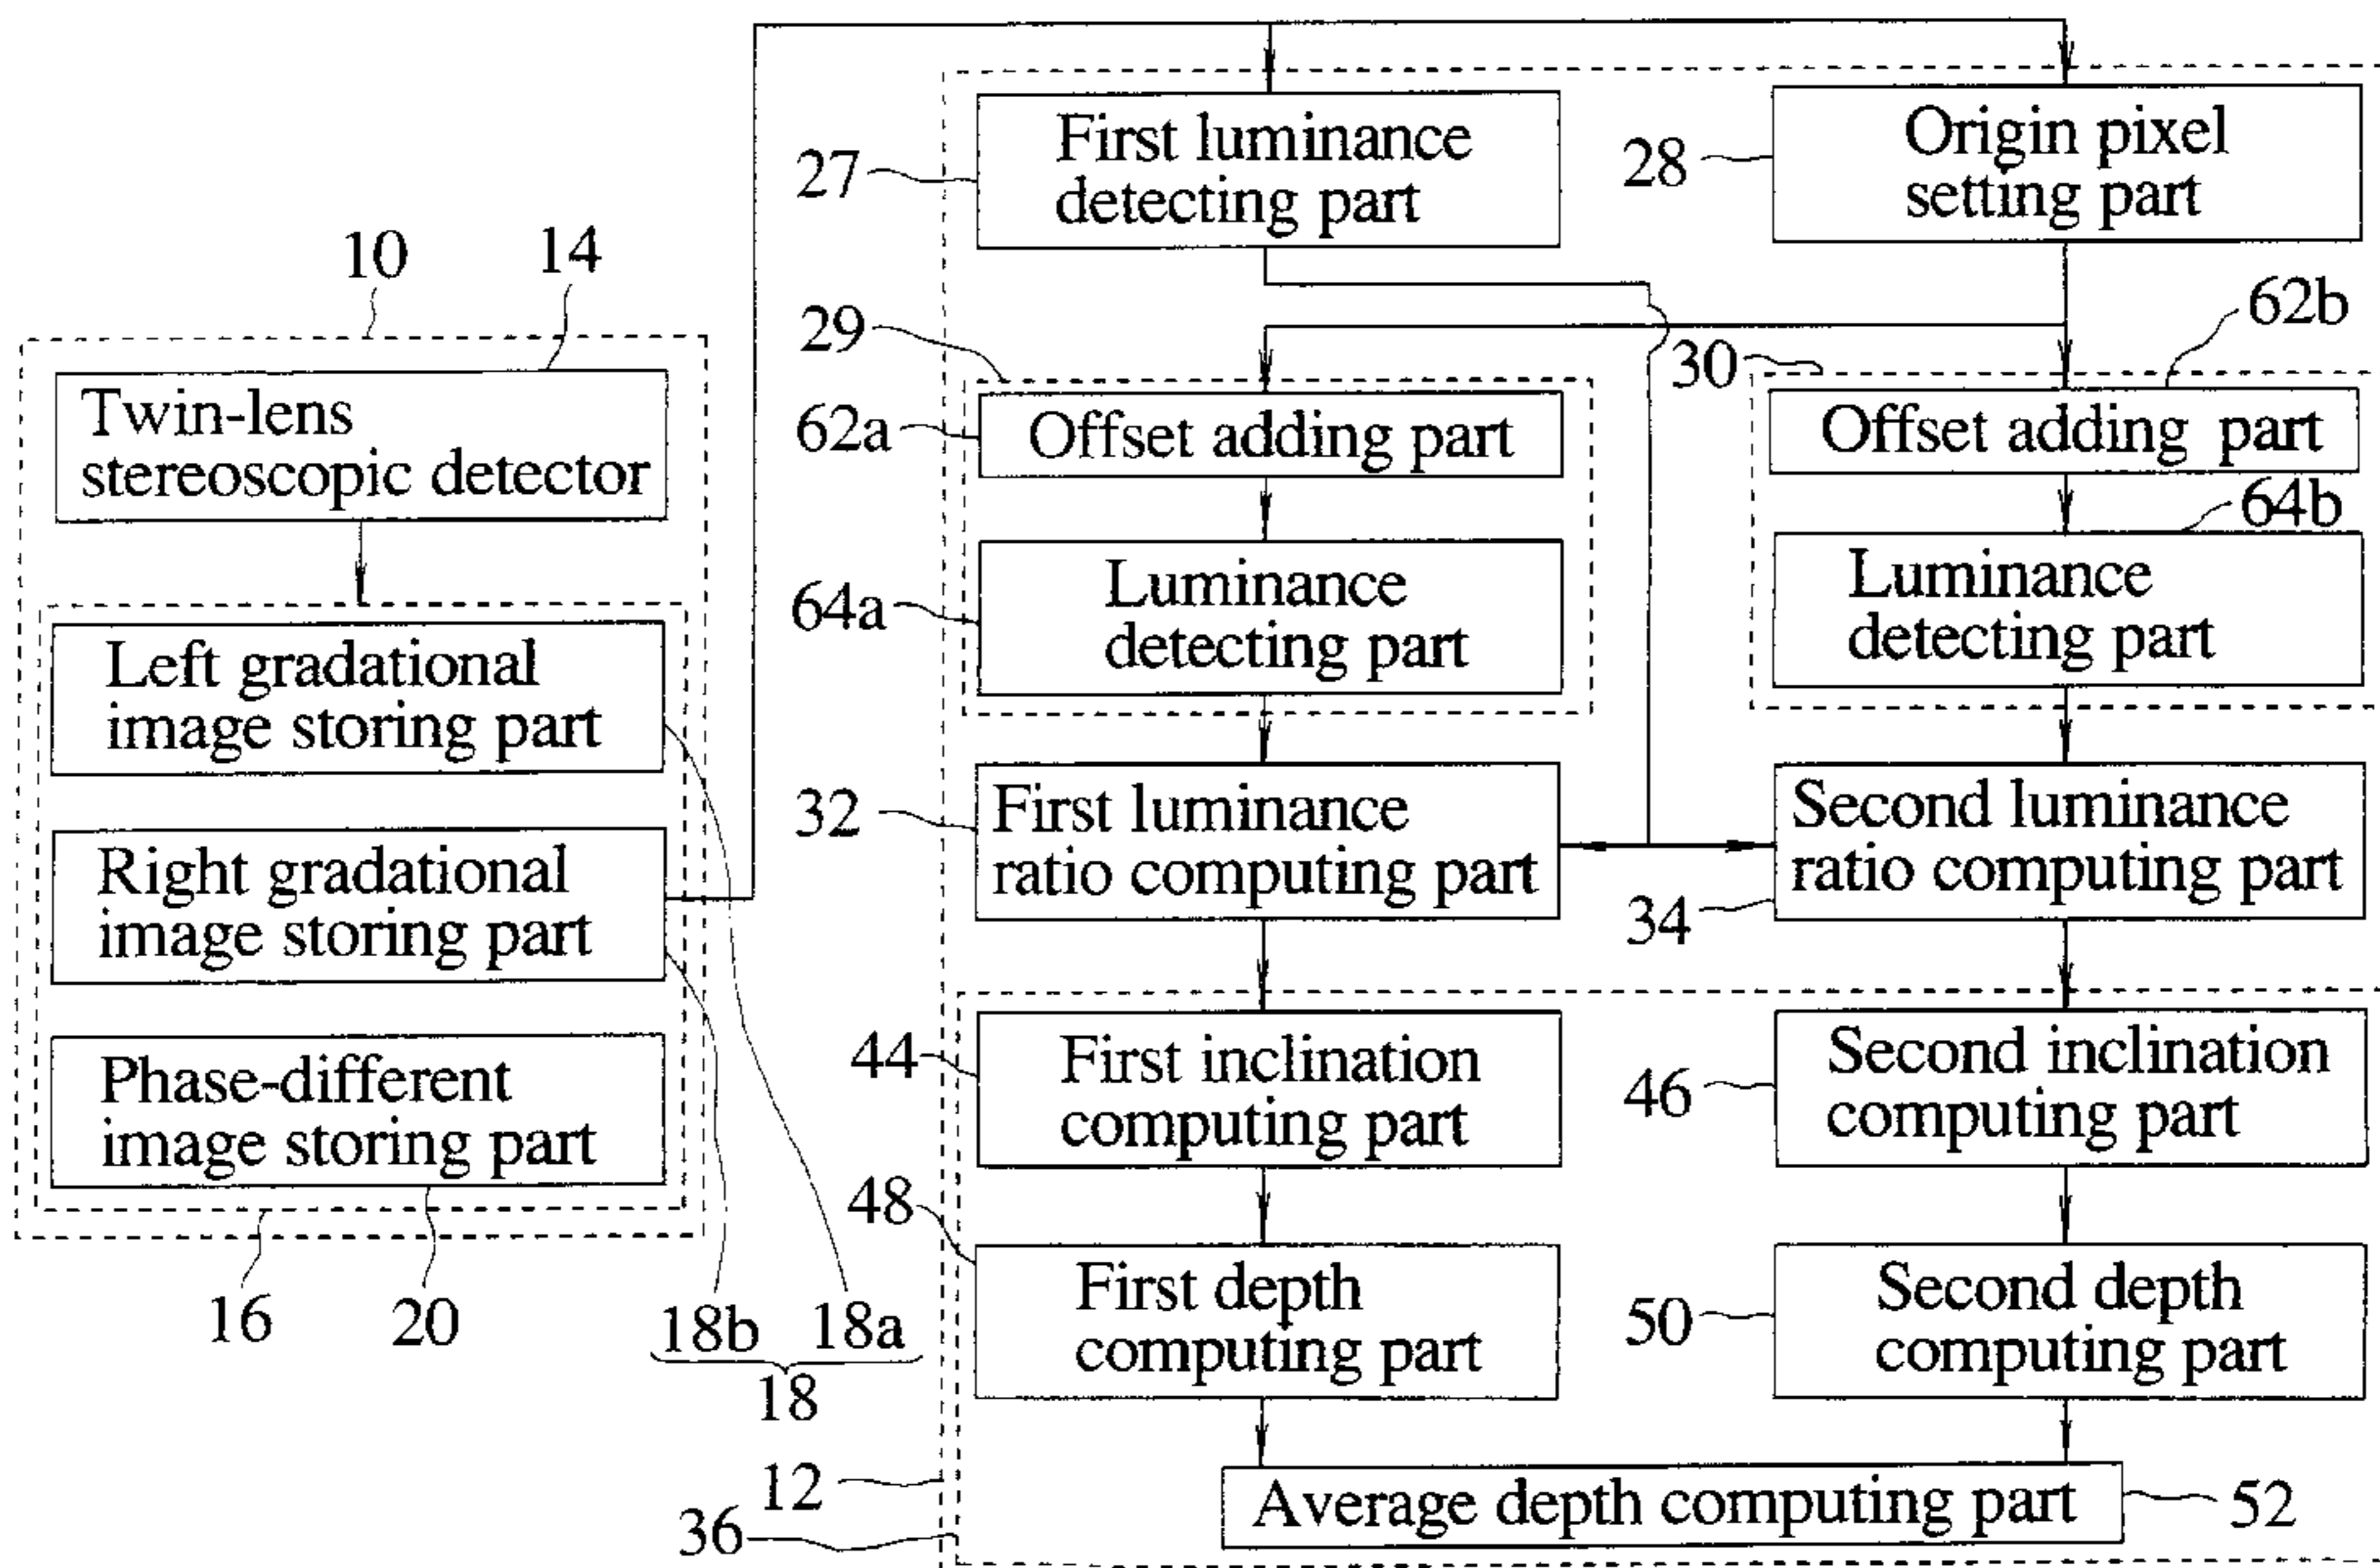 10
14
Twin-lens
stereoscopic detector
Left gradational
image storing part
Right gradational
image storing part
Phase-different
image storing part
16
20
18b
18a
18
27
First luminance
detecting part
28
Origin pixel
setting part
29
62a
Offset adding part
30
62b
Offset adding part
64a
Luminance
detecting part
64b
Luminance
detecting part
32
First luminance
ratio computing part
34
Second luminance
ratio computing part
44
First inclination
computing part
46
Second inclination
computing part
48
First depth
computing part
50
Second depth
computing part
12
36
Average depth computing part
52